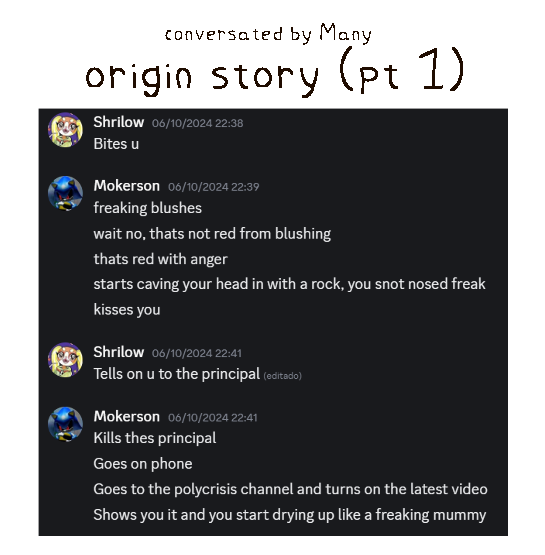 conversated by Many
origin story (pt 1)
Shrilow 06/10/2024 22:38
Bites u
Mokerson 06/10/2024 22:39
freaking blushes
wait no, thats not red from blushing
thats red with anger
starts caving your head in with a rock, you snot nosed freak
kisses you
Shrilow 06/10/2024 22:41
Tells on u to the principal (editado)
Mokerson 06/10/2024 22:41
Kills thes principal
Goes on phone
Goes to the polycrisis channel and turns on the latest video
Shows you it and you start drying up like a freaking mummy